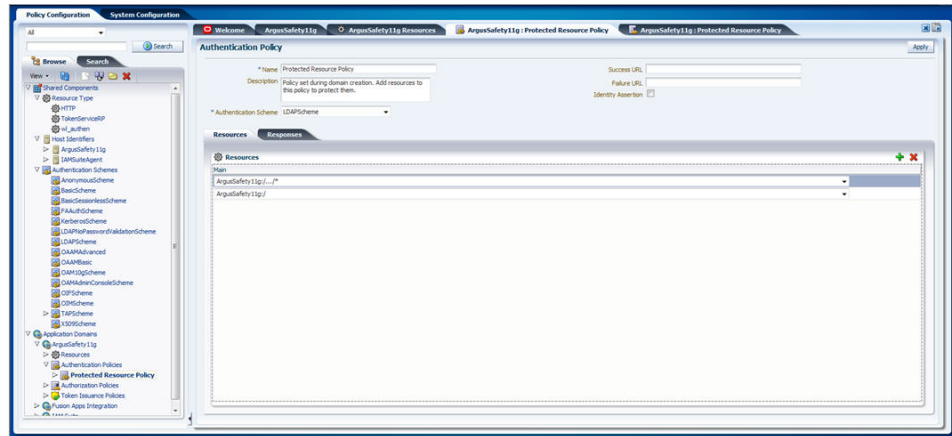 Policy Configuration System Configuration
All
Search
Browse Search
View
Shared Components
Resource Type
HTTP
TokenServiceRP
wl_authen
Host Identifiers
ArgusSafety11g
IAMSuiteAgent
Authentication Schemes
AnonymousScheme
BasicScheme
BasicSessionlessScheme
FAAuthScheme
KerberosScheme
LDAPNoPasswordValidationScheme
LDAPScheme
OAAMAdvanced
OAAMBasic
OAM10gScheme
OAMAdminConsoleScheme
OIFScheme
OIMScheme
TAPScheme
X509Scheme
Application Domains
ArgusSafety11g
Resources
Authentication Policies
Protected Resource Policy
Authorization Policies
Token Issuance Policies
Fusion Apps Integration
IAM Suite
Welcome ArgusSafety11g ArgusSafety11g Resources ArgusSafety11g : Protected Resource Policy ArgusSafety11g : Protected Resource Policy
Authentication Policy Apply
* Name Protected Resource Policy Success URL
Description Policy set during domain creation. Add resources to this policy to protect them. Failure URL
Identity Assertion
* Authentication Scheme LDAPScheme
Resources Responses
Resources
Main
ArgusSafety11g:/.../*
ArgusSafety11g:/